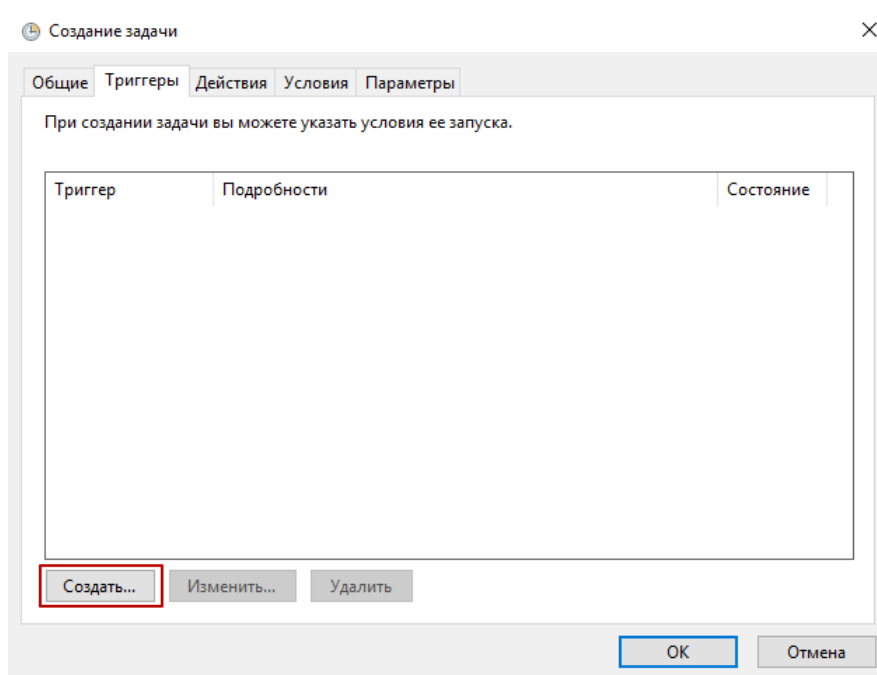 Создание задачи
Общие Триггеры Действия Условия Параметры
При создании задачи вы можете указать условия ее запуска.
Триггер Подробности Состояние
Создать... Изменить... Удалить
ОК Отмена